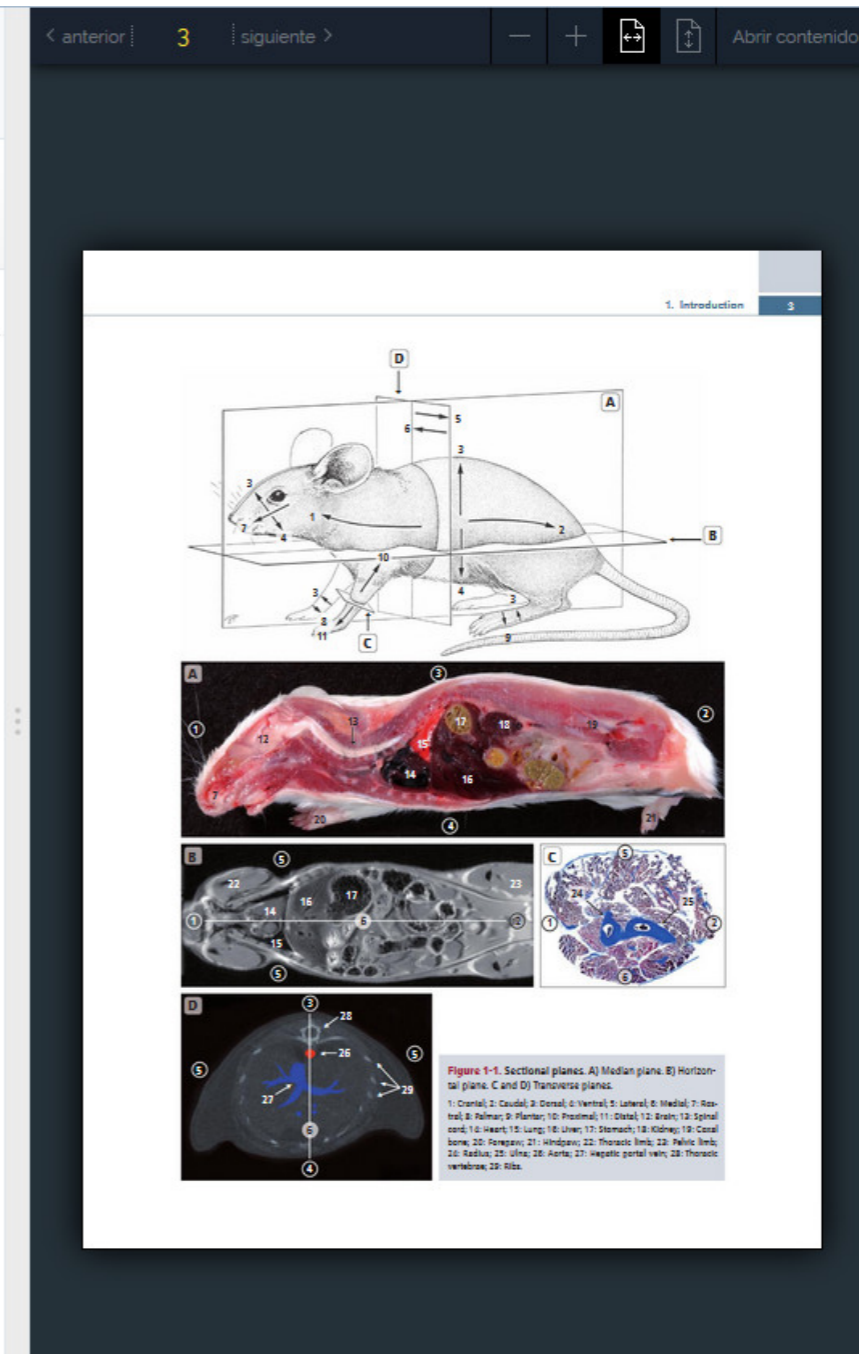 < anterior
3
siguiente >
Abrir contenido
1. Introduction
3
D
A
5
6
3
3
1
2
7
4
B
10
3
4
3
8
11
C
9
A
3
1
2
13
17
18
19
12
15
14
16
7
20
4
21
B
5
22
23
17
16
14
1
6
2
15
5
C
5
24
25
1
2
6
D
3
28
26
5
5
27
29
6
4
Figure 1-1. Sectional planes. A) Median plane. B) Horizon-
tal plane. C and D) Transverse planes.
1: Cranial; 2: Caudal; 3: Dorsal; 4: Ventral; 5: Lateral; 6: Medial; 7: Ros-
tral; 8: Palmar; 9: Plantar; 10: Proximal; 11: Distal; 12: Brain; 13: Spinal
cord; 14: Heart; 15: Lung; 16: Liver; 17: Stomach; 18: Kidney; 19: Coxal
bone; 20: Forepaw; 21: Hindpaw; 22: Thoracic limb; 23: Pelvic limb;
24: Radius; 25: Ulna; 26: Aorta; 27: Hepatic portal vein; 28: Thoracic
vertebrae; 29: Ribs.